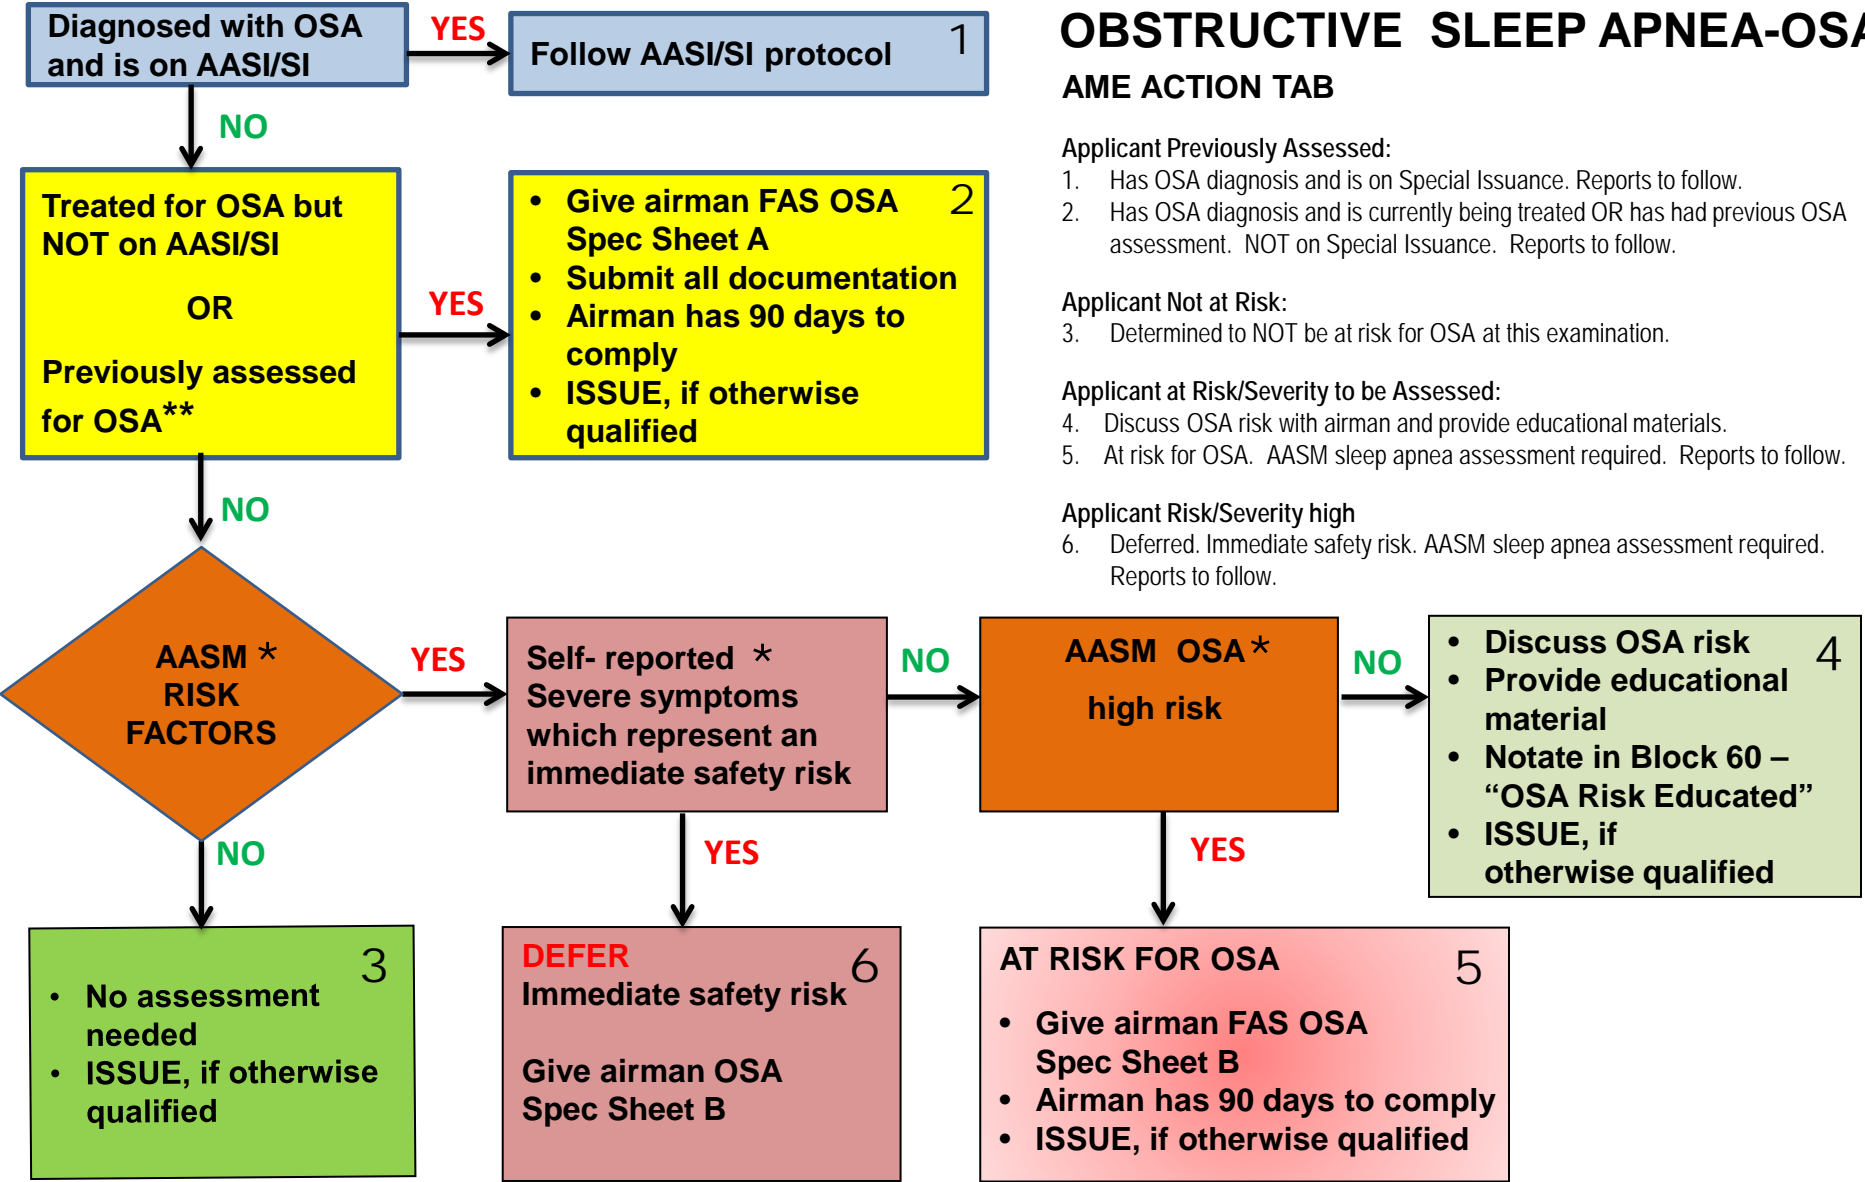 OBSTRUCTIVE SLEEP APNEA-OSA
AME ACTION TAB
Diagnosed with OSA
and is on AASI/SI
YES
Follow AASI/SI protocol
1
NO
Treated for OSA but
NOT on AASI/SI
OR
Previously assessed
for OSA**
YES
2
• Give airman FAS OSA
Spec Sheet A
• Submit all documentation
• Airman has 90 days to
comply
• ISSUE, if otherwise
qualified
NO
Applicant Previously Assessed:
1. Has OSA diagnosis and is on Special Issuance. Reports to follow.
2. Has OSA diagnosis and is currently being treated OR has had previous OSA
assessment. NOT on Special Issuance. Reports to follow.
Applicant Not at Risk:
3. Determined to NOT be at risk for OSA at this examination.
Applicant at Risk/Severity to be Assessed:
4. Discuss OSA risk with airman and provide educational materials.
5. At risk for OSA. AASM sleep apnea assessment required. Reports to follow.
Applicant Risk/Severity high
6. Deferred. Immediate safety risk. AASM sleep apnea assessment required.
Reports to follow.
AASM *
RISK
FACTORS
YES
Self- reported *
Severe symptoms
which represent an
immediate safety risk
NO
AASM OSA*
high risk
NO
4
• Discuss OSA risk
• Provide educational
material
• Notate in Block 60 –
“OSA Risk Educated”
• ISSUE, if
otherwise qualified
NO
YES
YES
3
• No assessment
needed
• ISSUE, if otherwise
qualified
DEFER
6
Immediate safety risk
Give airman OSA
Spec Sheet B
AT RISK FOR OSA
5
• Give airman FAS OSA
Spec Sheet B
• Airman has 90 days to comply
• ISSUE, if otherwise qualified